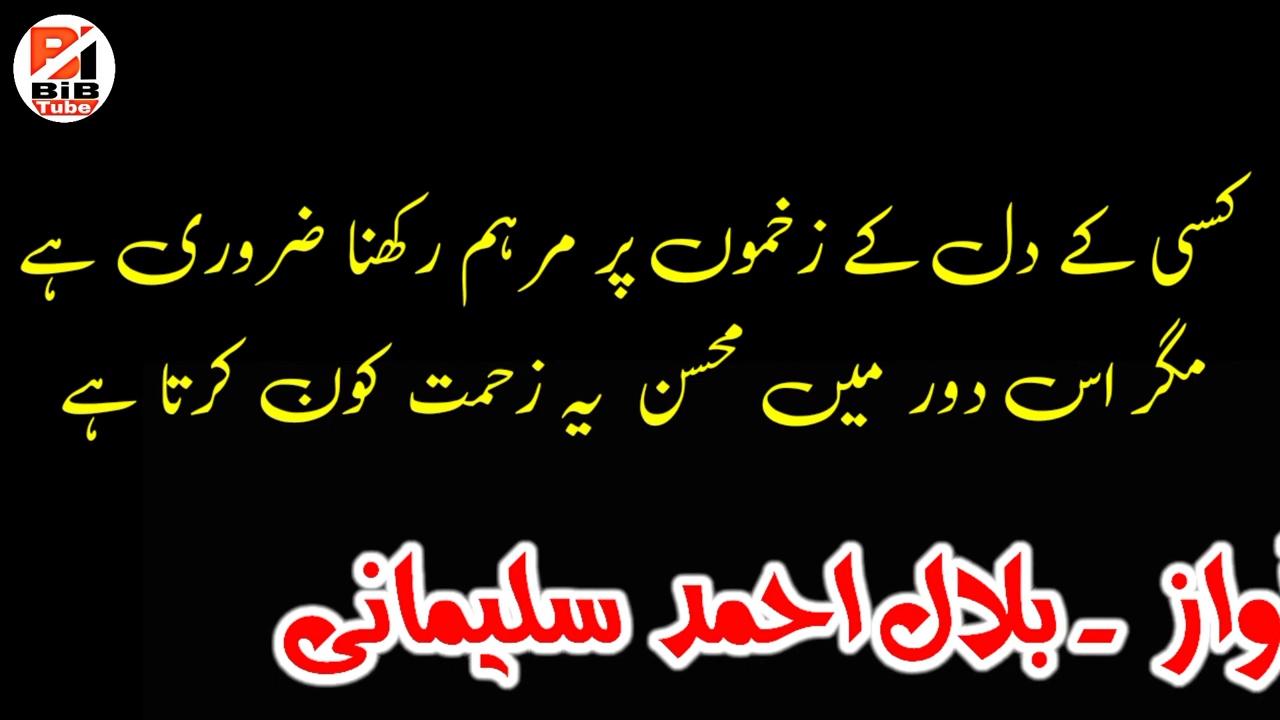 BiB
Tube
کسی کے دل کے زخموں پر مرہم رکھنا ضروری ہے
مگر اس دور میں محسن یہ زحمت کون کرتا ہے
واز - بلال احمد سلیمانی